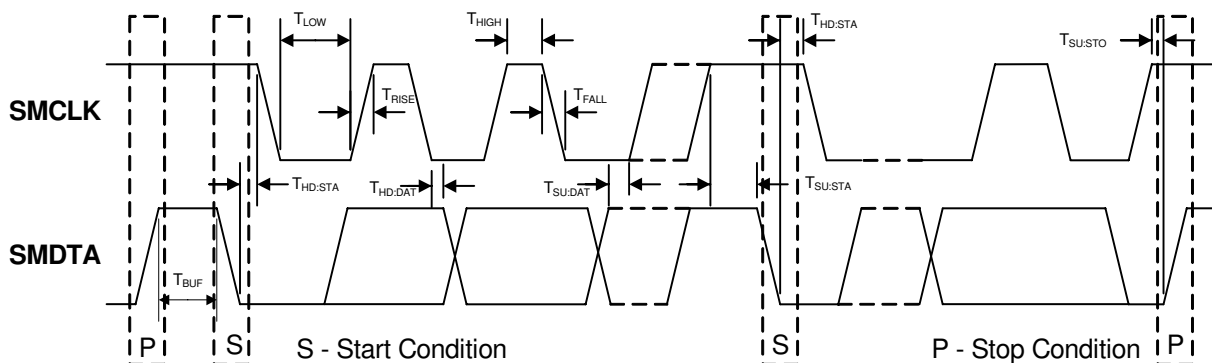 TLOW
THIGH
THD:STA
TSU:STO
SMCLK
TRISE
TFALL
THD:STA
THD:DAT
TSU:DAT
TSU:STA
SMDTA
TBUF
P
S
S - Start Condition
S
P - Stop Condition
P